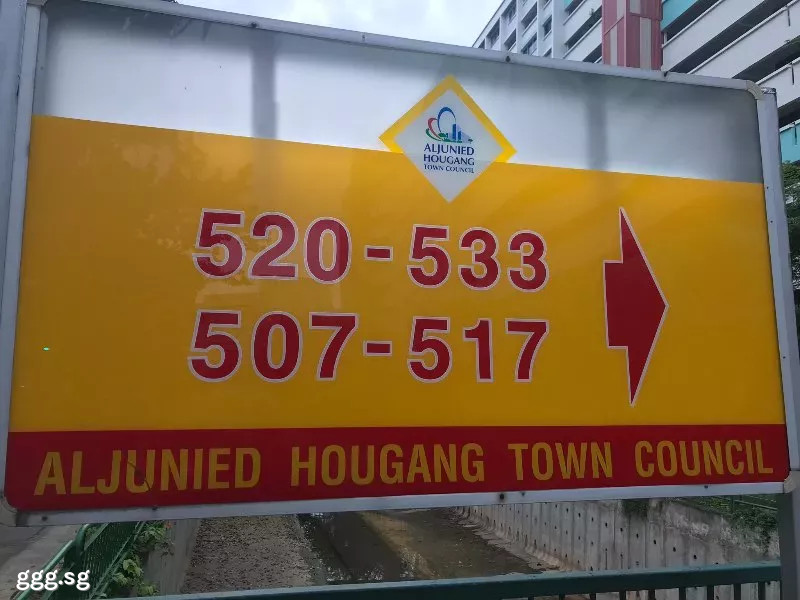 ALJUNIED
HOUGANG
TOWN COUNCIL
520-533
507-517
ALJUNIED HOUGANG TOWN COUNCIL
ggg.sg